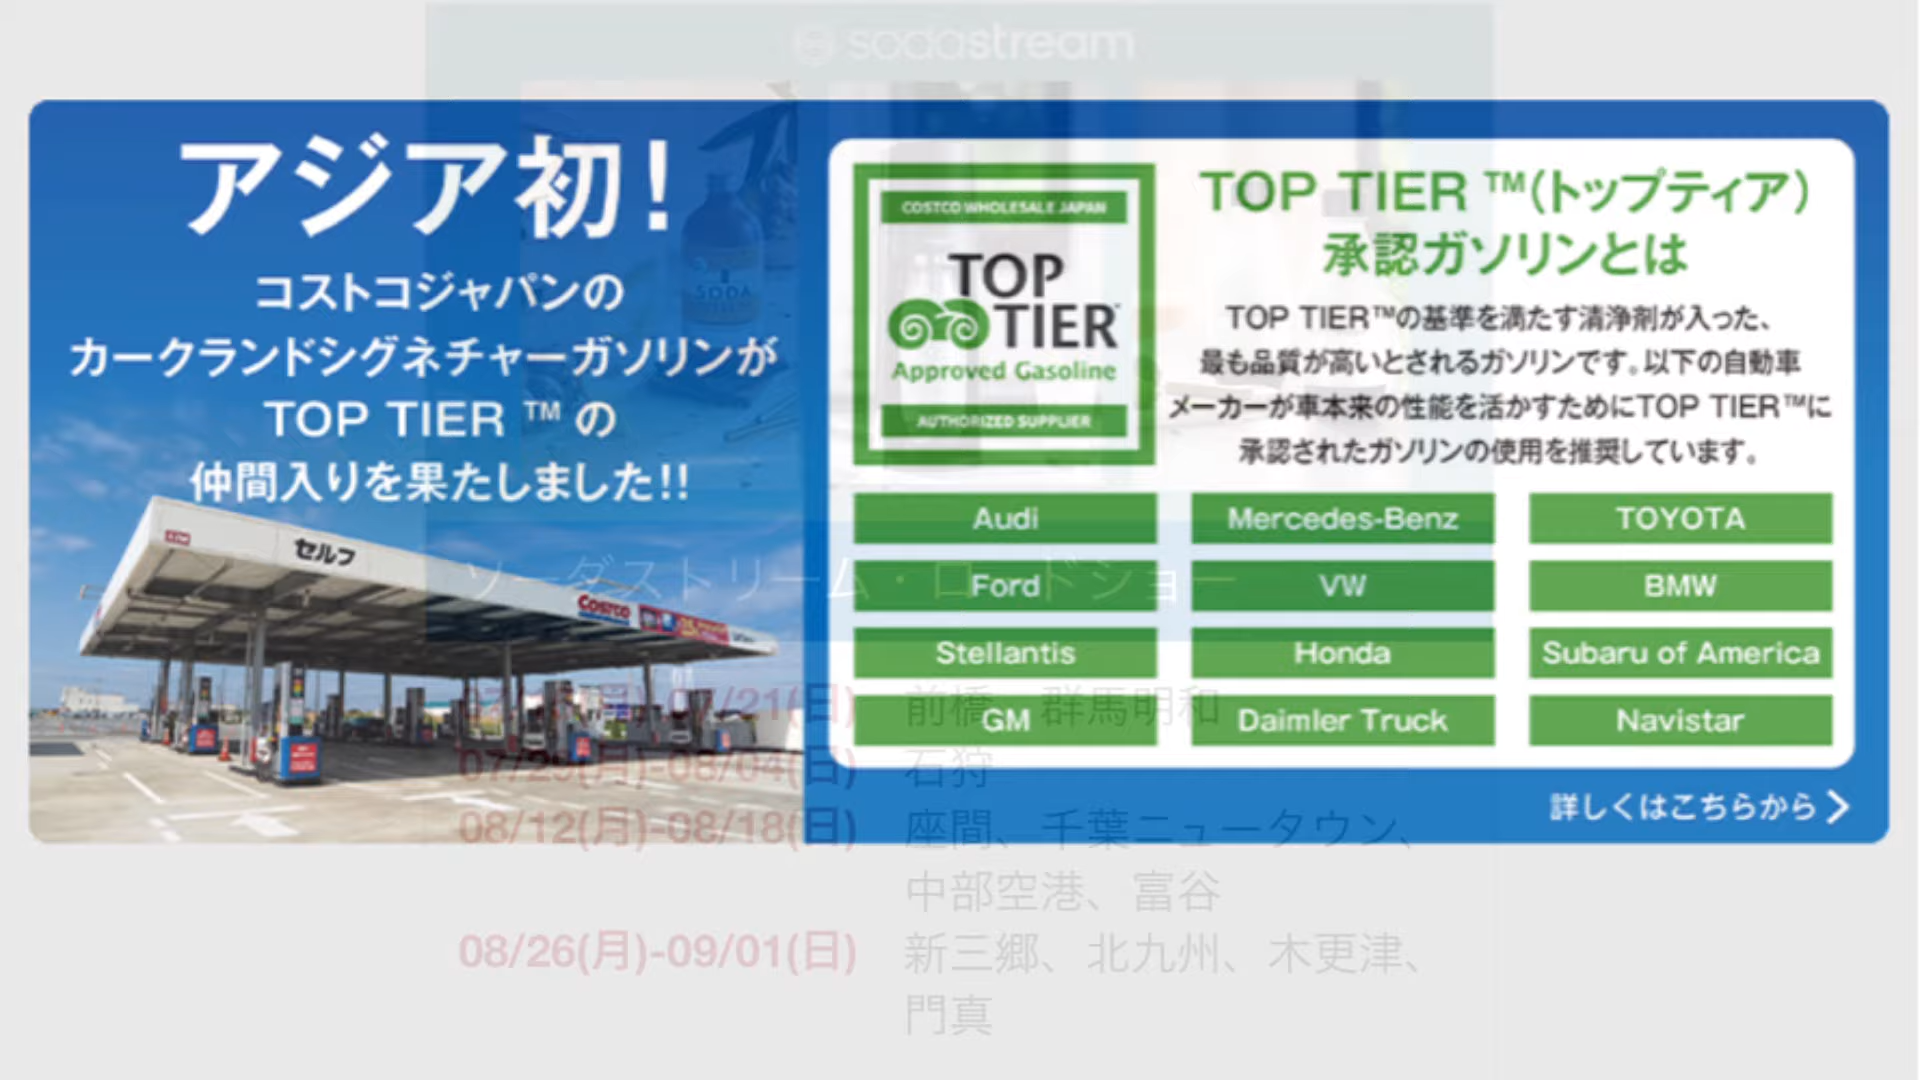 sodastream
アジア初！
コストコジャパンの
カークランドシグネチャーガソリンが
TOP TIER ™ の
仲間入りを果たしました!!
セルフ
COSTCO
COSTCO WHOLESALE JAPAN
TOP
TIER
Approved Gasoline
AUTHORIZED SUPPLIER
TOP TIER ™（トップティア）
承認ガソリンとは
TOP TIER™の基準を満たす清浄剤が入った、
最も品質が高いとされるガソリンです。以下の自動車
メーカーが車本来の性能を活かすためにTOP TIER™に
承認されたガソリンの使用を推奨しています。
SODA
Audi
Mercedes-Benz
TOYOTA
Ford
VW
BMW
Stellantis
Honda
Subaru of America
GM
Daimler Truck
Navistar
詳しくはこちらから
ソーダストリーム・ロードショー
前橋、群馬明和
石狩
08/12(月)-08/18(日) 座間、千葉ニュータウン、
中部空港、富谷
08/26(月)-09/01(日) 新三郷、北九州、木更津、
門真